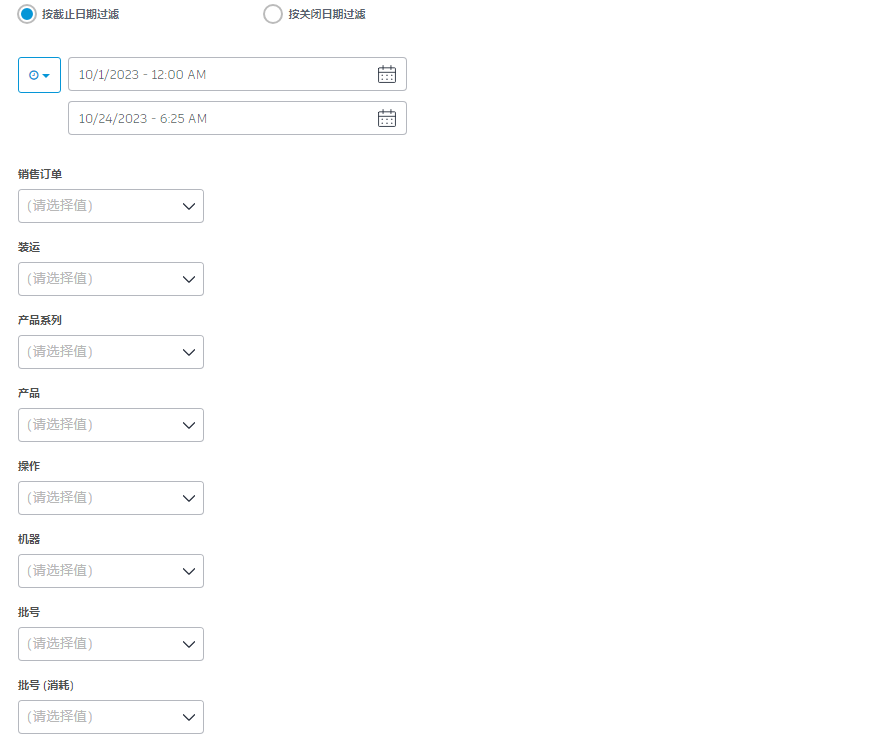 按截止日期过滤 按关闭日期过滤
10/1/2023 - 12:00 AM
10/24/2023 - 6:25 AM
销售订单
(请选择值)
装运
(请选择值)
产品系列
(请选择值)
产品
(请选择值)
操作
(请选择值)
机器
(请选择值)
批号
(请选择值)
批号 (消耗)
(请选择值)